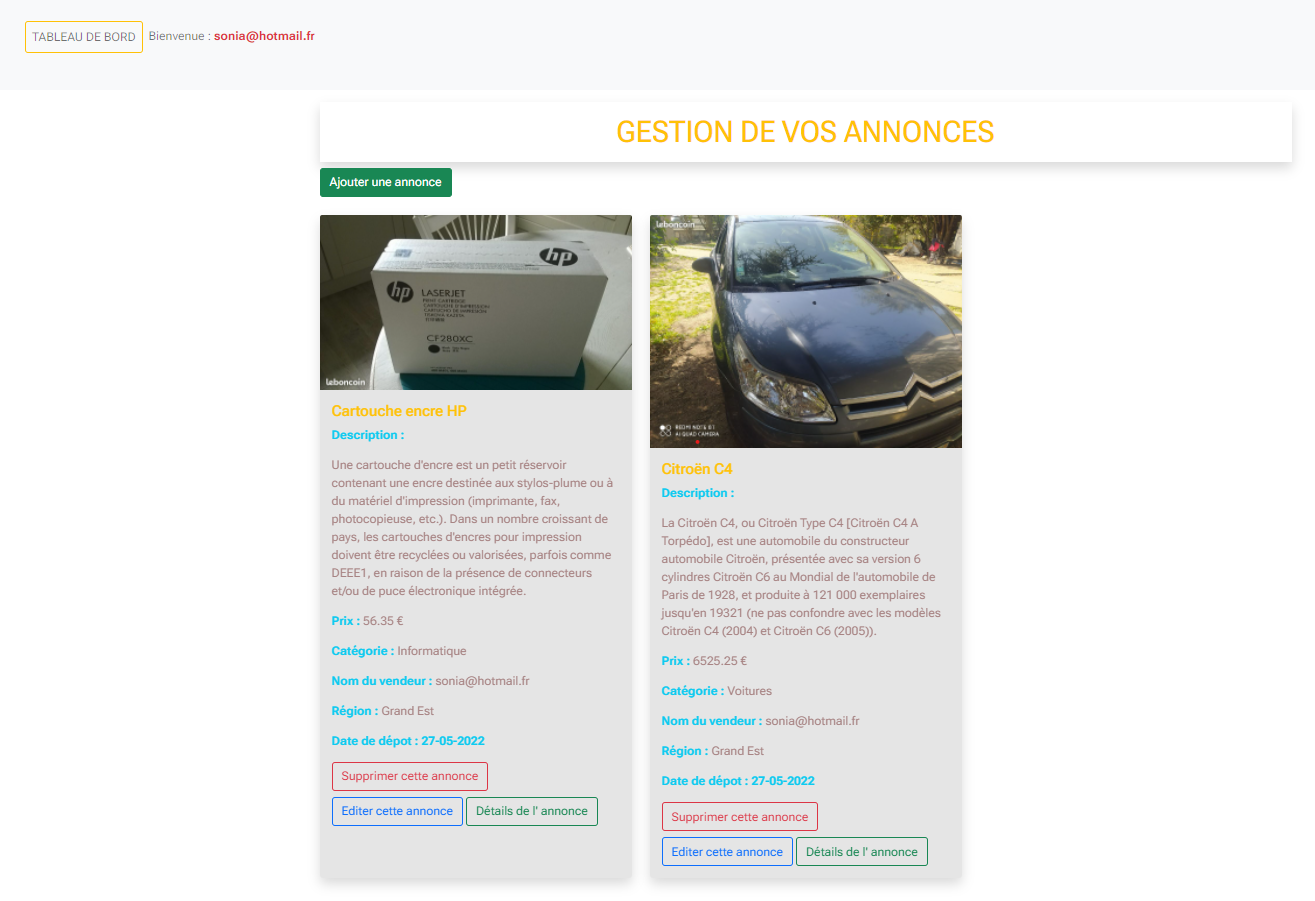 TABLEAU DE BORD Bienvenue : sonia@hotmail.fr
GESTION DE VOS ANNONCES
Ajouter une annonce
hp
hp
LASERJET
CF280XC
leboncoin
Cartouche encre HP
Description :
Une cartouche d'encre est un petit réservoir
contenant une encre destinée aux stylos-plume ou à
du matériel d'impression (imprimante, fax,
photocopieuse, etc.). Dans un nombre croissant de
pays, les cartouches d'encres pour impression
doivent être recyclées ou valorisées, parfois comme
DEEE1, en raison de la présence de connecteurs
et/ou de puce électronique intégrée.
Prix : 56.35 €
Catégorie : Informatique
Nom du vendeur : sonia@hotmail.fr
Région : Grand Est
Date de dépot : 27-05-2022
Supprimer cette annonce
Editer cette annonce Détails de l' annonce
leboncoin
REDMI NOTE 8T
AI QUAD CAMERA
Citroën C4
Description :
La Citroën C4, ou Citroën Type C4 [Citroën C4 A
Torpédo], est une automobile du constructeur
automobile Citroën, présentée avec sa version 6
cylindres Citroën C6 au Mondial de l'automobile de
Paris de 1928, et produite à 121 000 exemplaires
jusqu'en 19321 (ne pas confondre avec les modèles
Citroën C4 (2004) et Citroën C6 (2005)).
Prix : 6525.25 €
Catégorie : Voitures
Nom du vendeur : sonia@hotmail.fr
Région : Grand Est
Date de dépot : 27-05-2022
Supprimer cette annonce
Editer cette annonce Détails de l' annonce